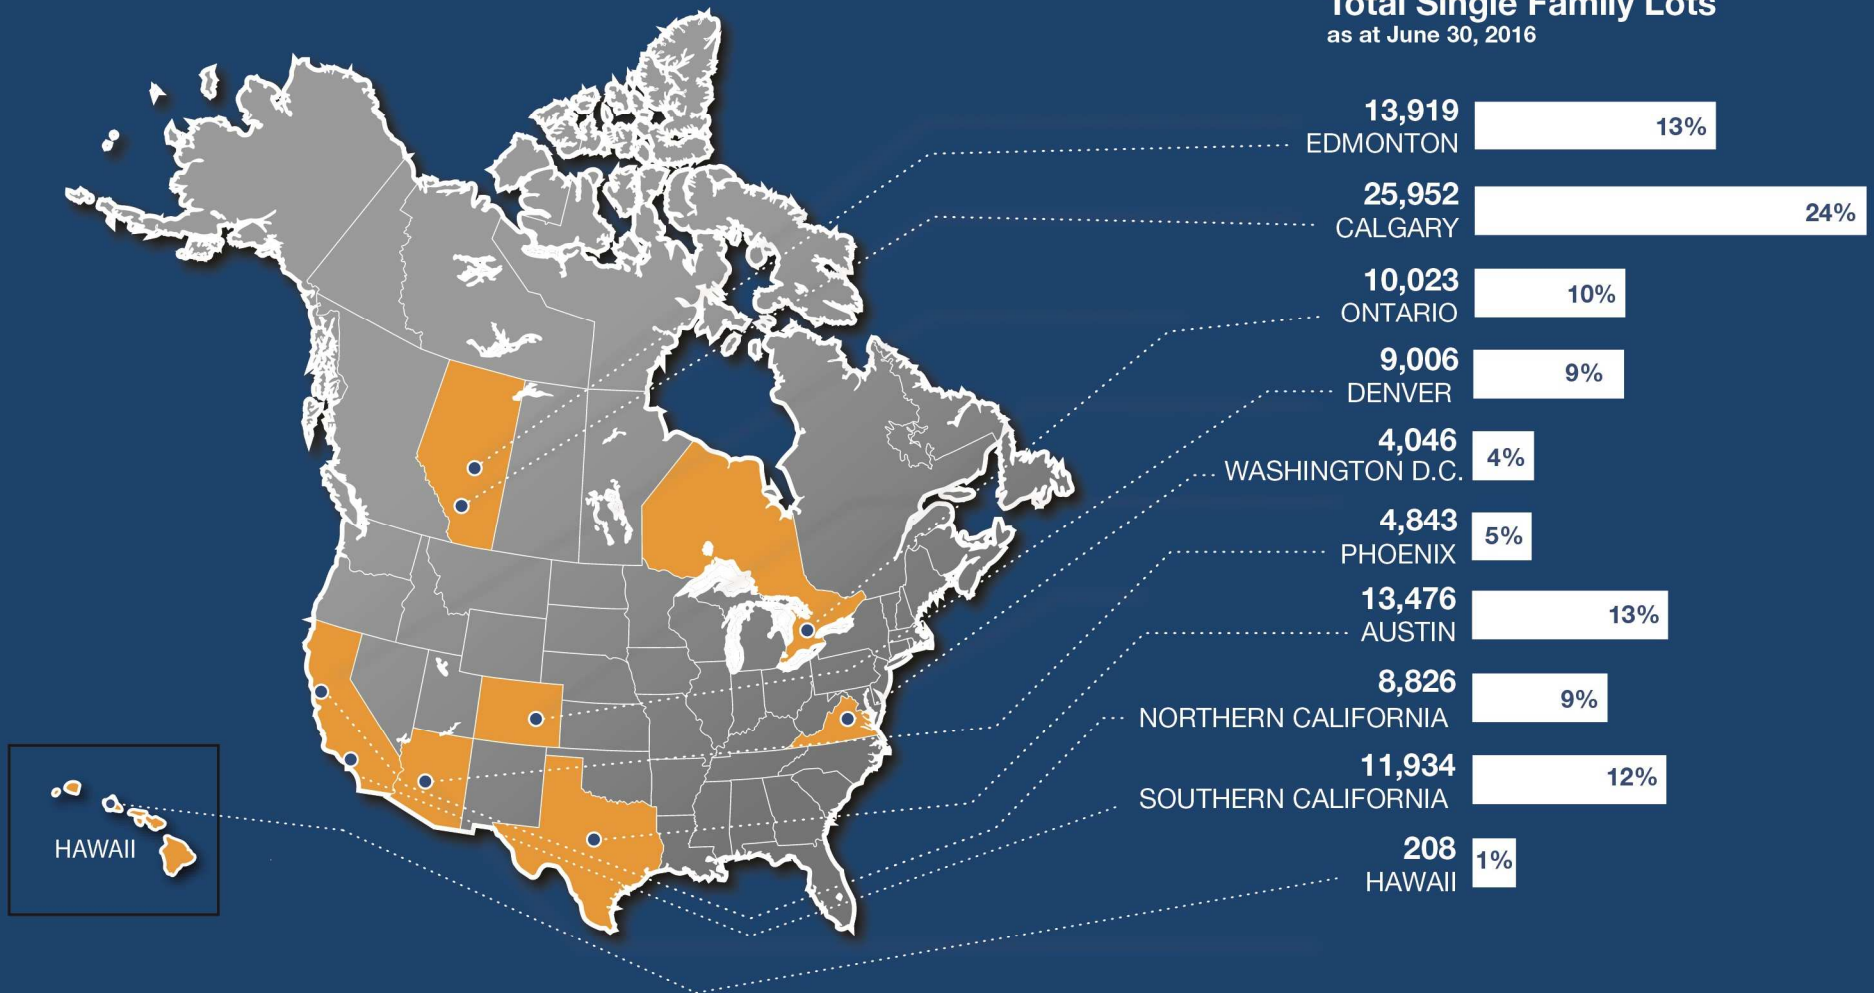 Total Single Family Lots
as at June 30, 2016
13,919
EDMONTON
13%
25,952
CALGARY
24%
10,023
ONTARIO
10%
9,006
DENVER
9%
4,046
WASHINGTON D.C.
4%
4,843
PHOENIX
5%
13,476
AUSTIN
13%
8,826
NORTHERN CALIFORNIA
9%
11,934
SOUTHERN CALIFORNIA
12%
208
HAWAII
1%
HAWAII